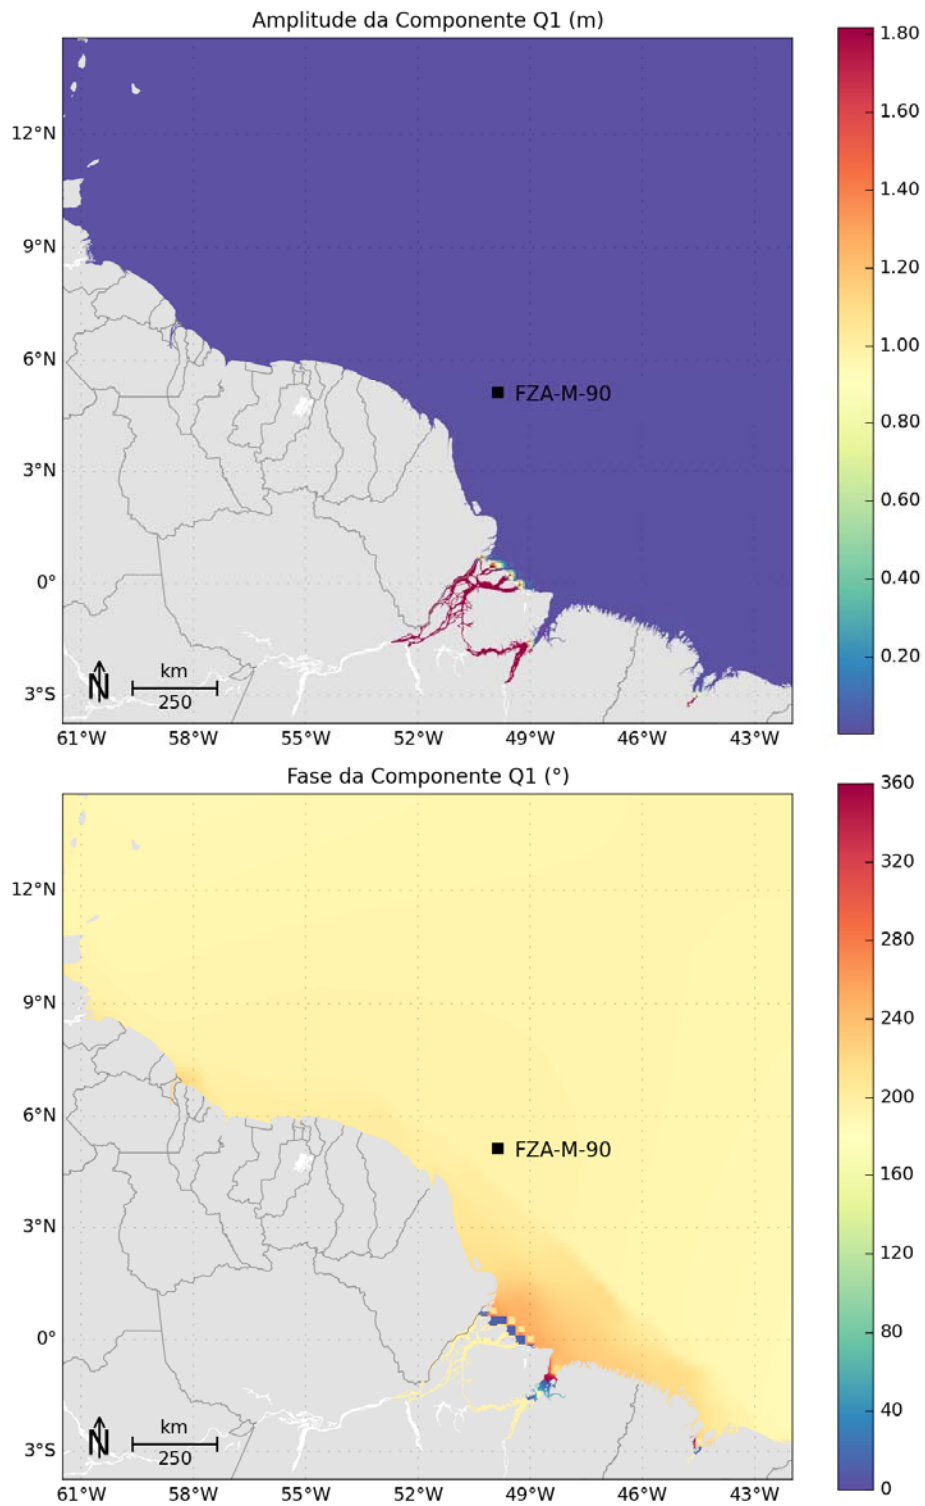 Amplitude da Componente Q1 (m)
12°N
9°N
6°N
3°N
0°
3°S
61°W
58°W
55°W
52°W
49°W
46°W
43°W
FZA-M-90
N
km
250
1.80
1.60
1.40
1.20
1.00
0.80
0.60
0.40
0.20
Fase da Componente Q1 (°)
12°N
9°N
6°N
3°N
0°
3°S
61°W
58°W
55°W
52°W
49°W
46°W
43°W
FZA-M-90
N
km
250
360
320
280
240
200
160
120
80
40
0